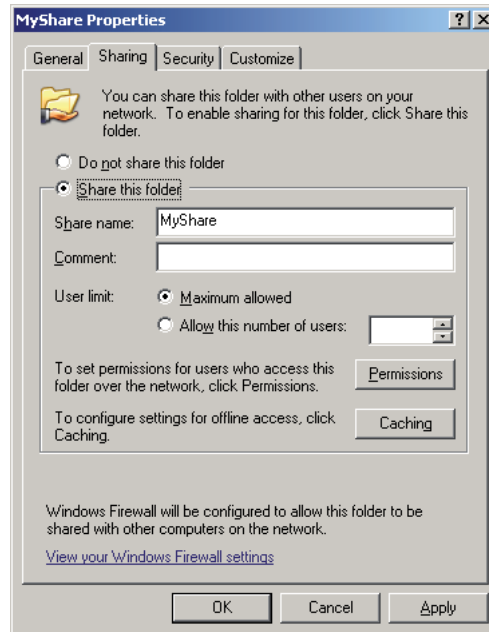 MyShare Properties
General Sharing Security Customize
You can share this folder with other users on your
network. To enable sharing for this folder, click Share this
folder.
Do not share this folder
Share this folder
Share name: MyShare
Comment:
User limit: Maximum allowed
Allow this number of users:
To set permissions for users who access this
folder over the network, click Permissions.
Permissions
To configure settings for offline access, click
Caching.
Caching
Windows Firewall will be configured to allow this folder to be
shared with other computers on the network.
View your Windows Firewall settings
OK Cancel Apply